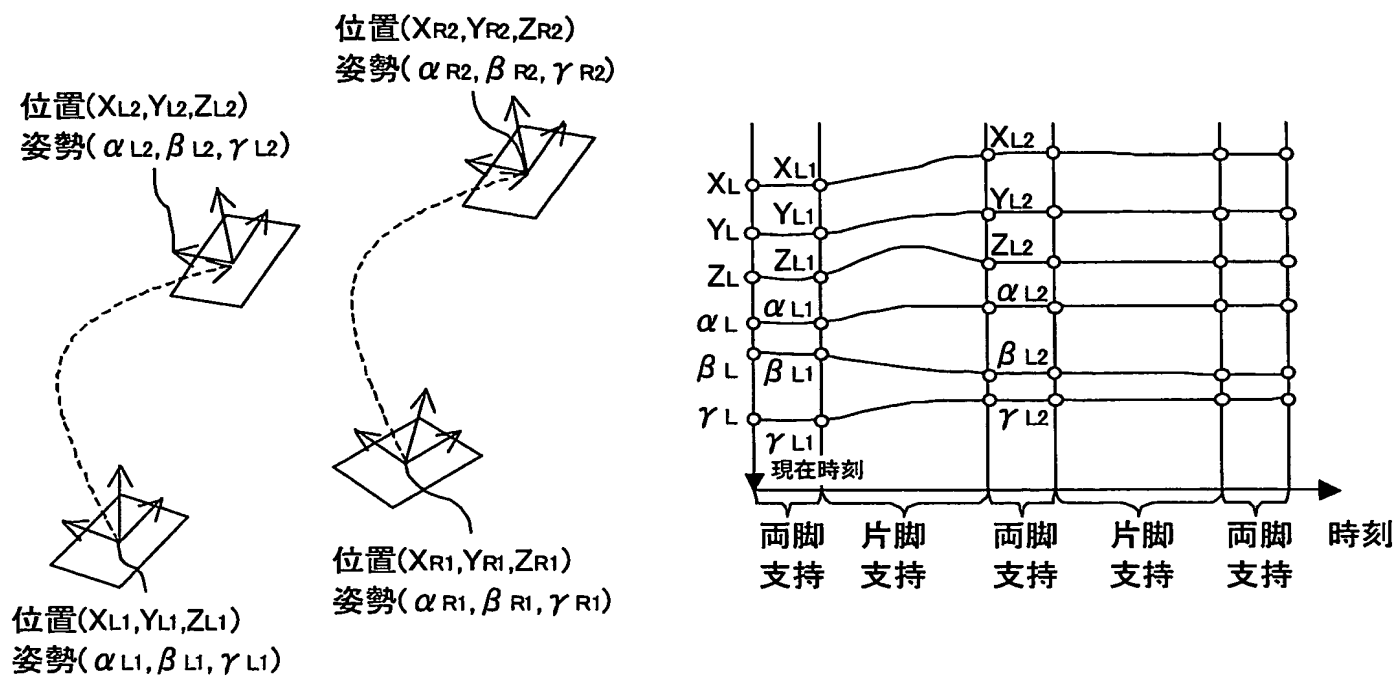 位置(XR2,YR2,ZR2)
姿勢(αR2,βR2,γR2)
位置(XL2,YL2,ZL2)
姿勢(αL2,βL2,γL2)
位置(XR1,YR1,ZR1)
姿勢(αR1,βR1,γR1)
位置(XL1,YL1,ZL1)
姿勢(αL1,βL1,γL1)
XL XL1 XL2
YL YL1 YL2
ZL ZL1 ZL2
αL αL1 αL2
βL βL1 βL2
γL γL1 γL2
現在時刻
両脚 片脚 両脚 片脚 両脚 時刻
支持 支持 支持 支持 支持